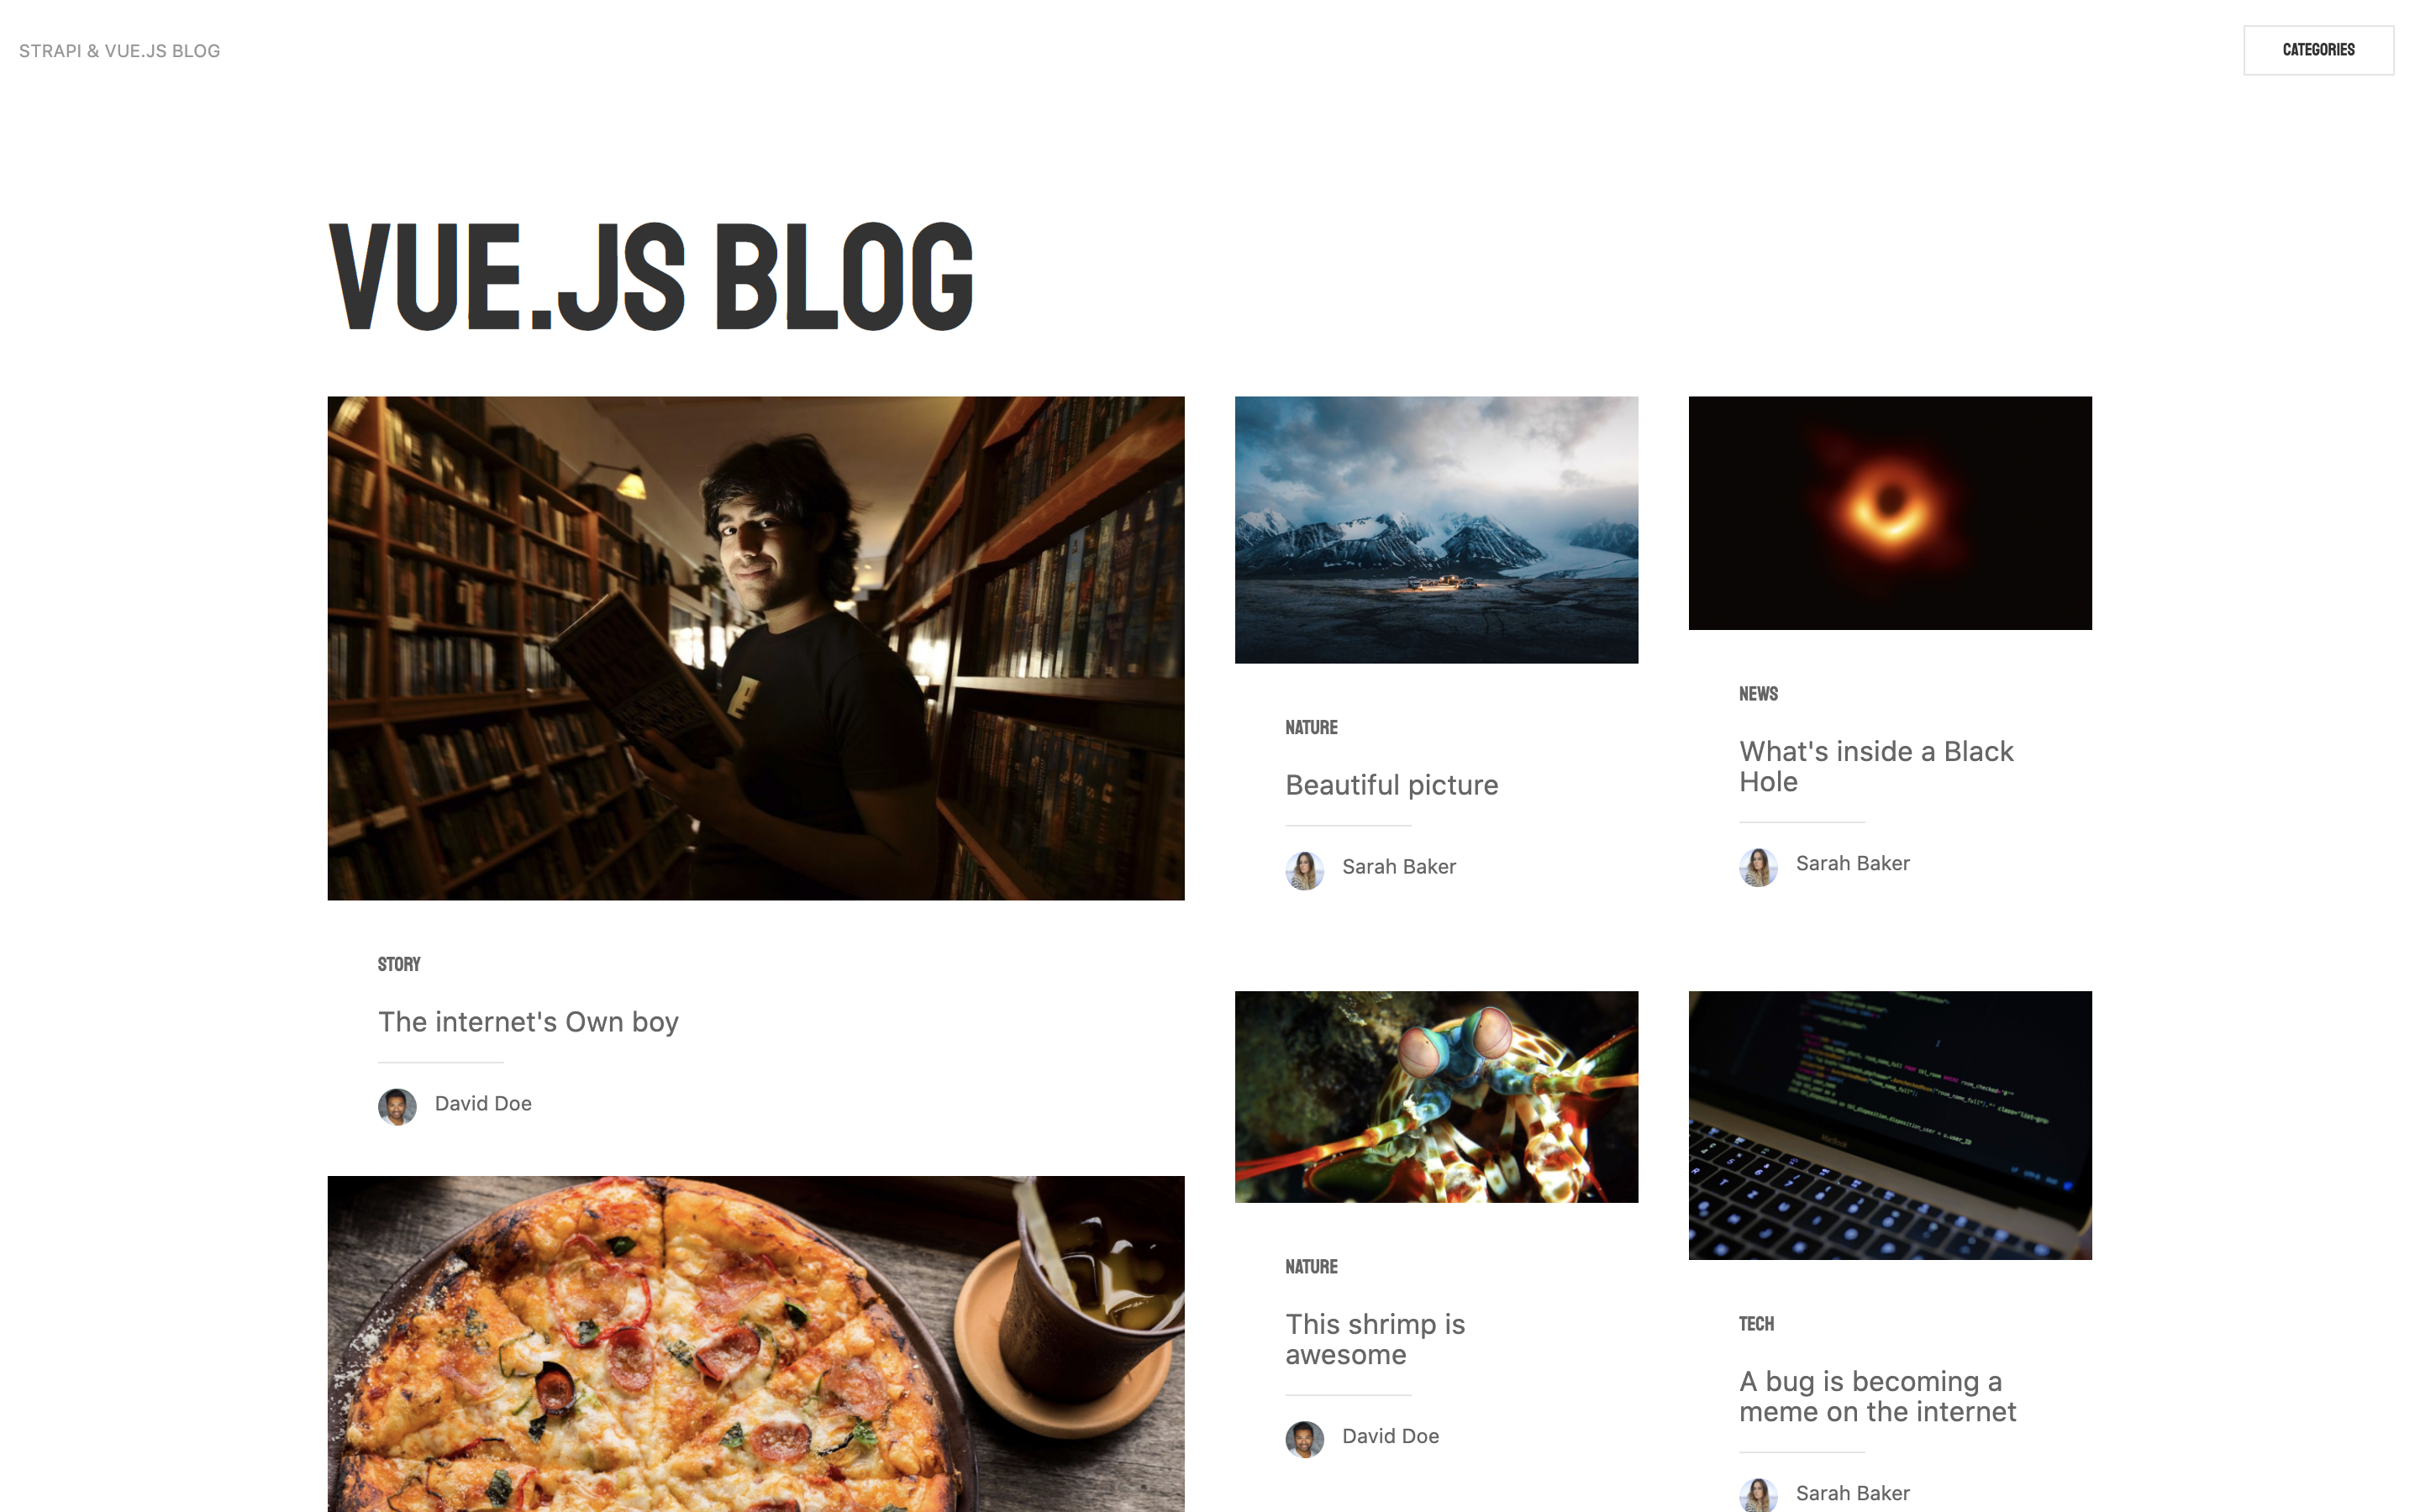 STRAPI & VUE.JS BLOG
CATEGORIES
VUE.JS BLOG
STORY
The internet's Own boy
David Doe
NATURE
Beautiful picture
Sarah Baker
NATURE
This shrimp is
awesome
David Doe
NEWS
What's inside a Black
Hole
Sarah Baker
TECH
A bug is becoming a
meme on the internet
Sarah Baker